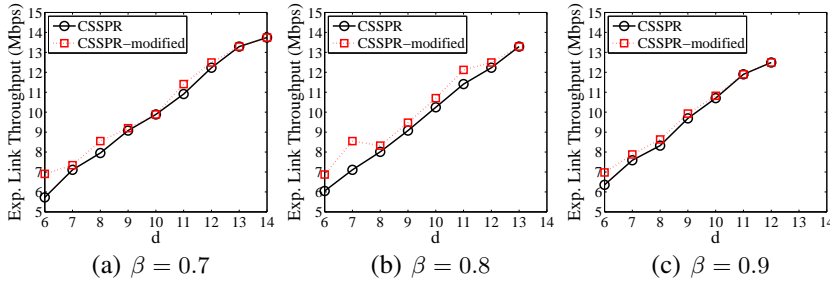 Exp. Link Throughput (Mbps)
15
14
13
12
11
10
9
8
7
6
5
CSSPR
CSSPR-modified
6 7 8 9 10 11 12 13 14
d
(a) β = 0.7
Exp. Link Throughput (Mbps)
15
14
13
12
11
10
9
8
7
6
5
CSSPR
CSSPR-modified
6 7 8 9 10 11 12 13 14
d
(b) β = 0.8
Exp. Link Throughput (Mbps)
15
14
13
12
11
10
9
8
7
6
5
CSSPR
CSSPR-modified
6 7 8 9 10 11 12 13 14
d
(c) β = 0.9